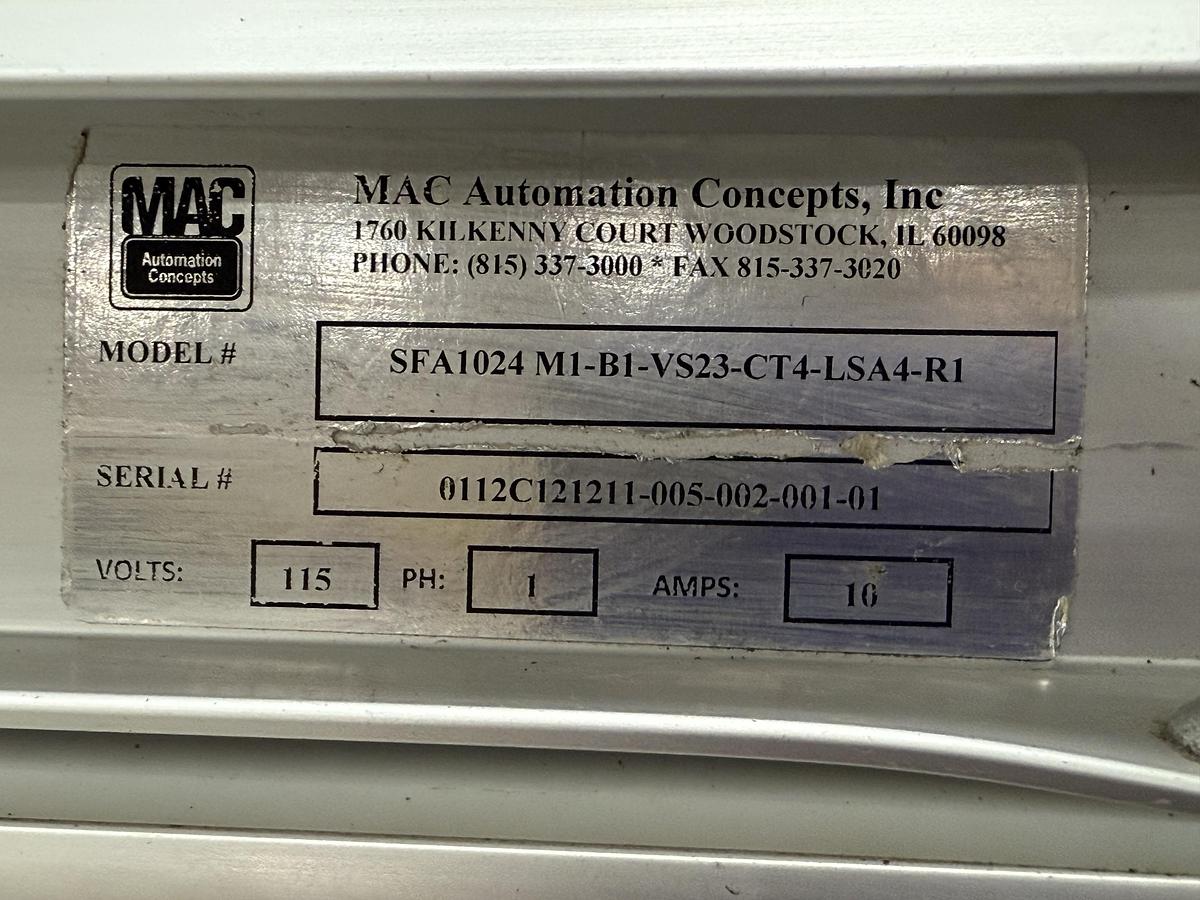 MAC
Automation
Concepts
MAC Automation Concepts, Inc
1760 KILKENNY COURT WOODSTOCK, IL 60098
PHONE: (815) 337-3000 * FAX 815-337-3020
MODEL # SFA1024 M1-B1-VS23-CT4-LSA4-R1
SERIAL # 0112C121211-005-002-001-01
VOLTS: 115 PH: 1 AMPS: 10